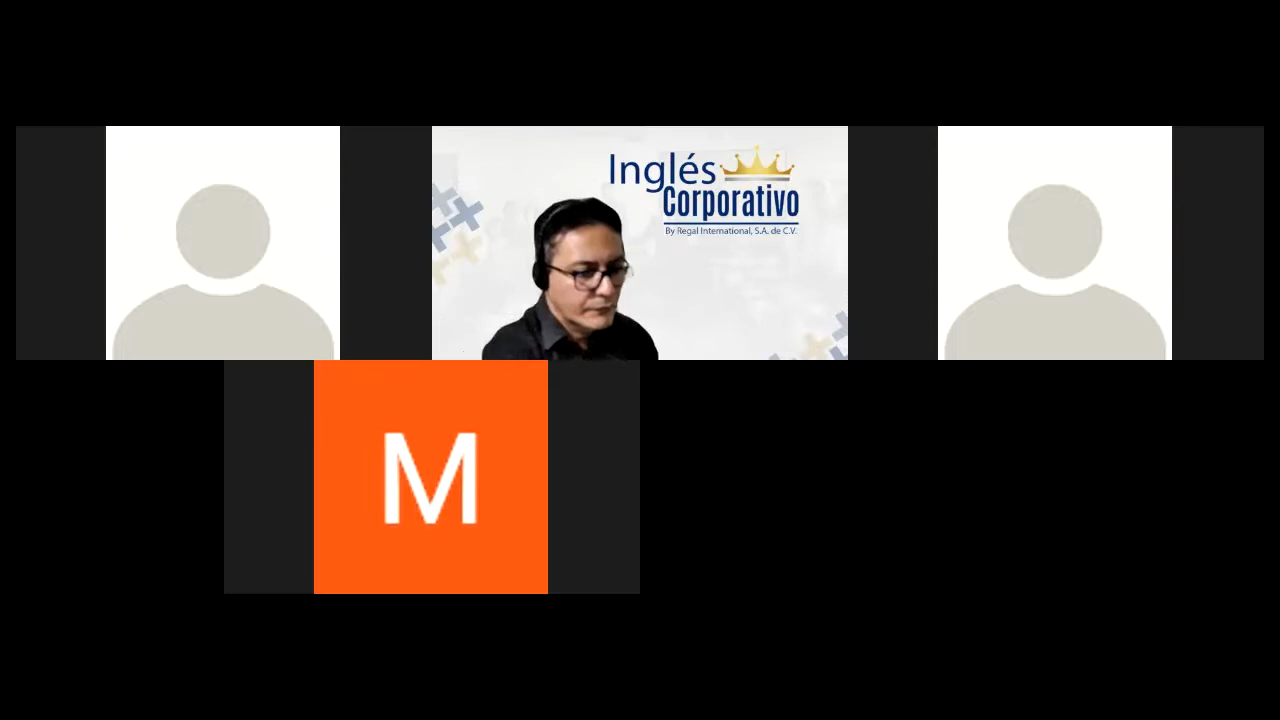 Inglés
Corporativo
By Regal International, S.A. de C.V.
M